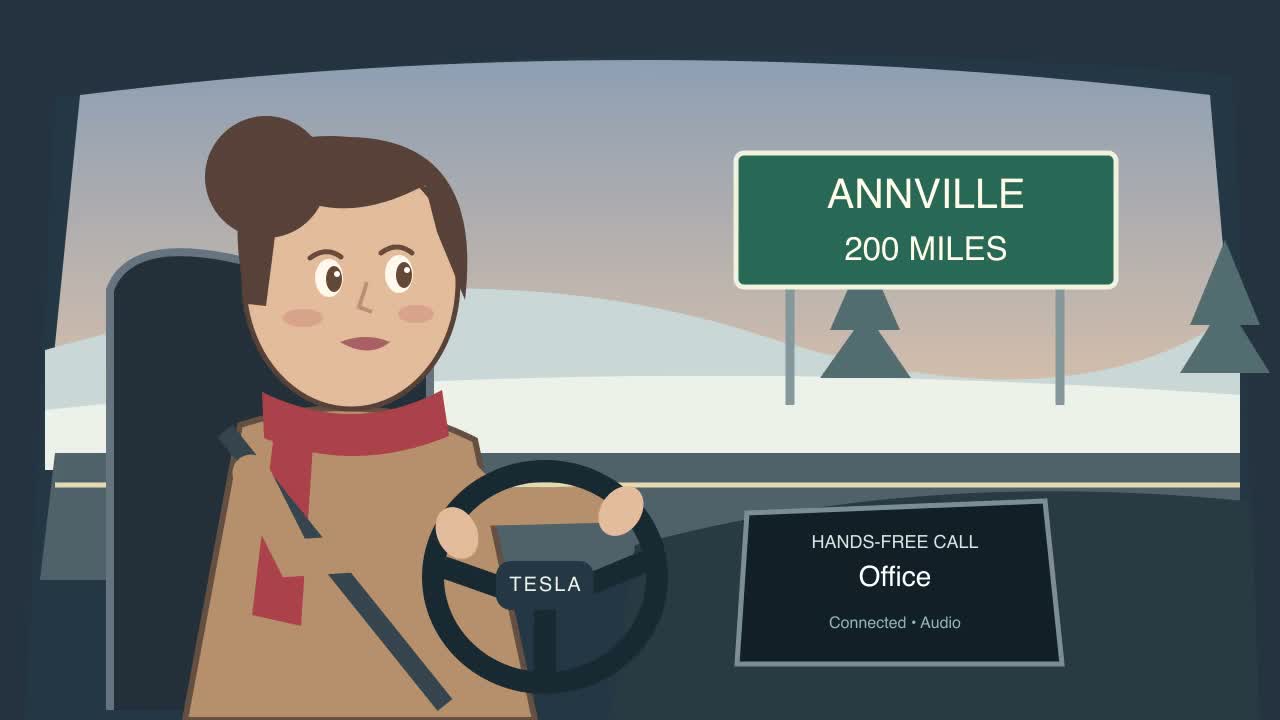 ANNVILLE
200 MILES
HANDS-FREE CALL
Office
Connected • Audio
TESLA